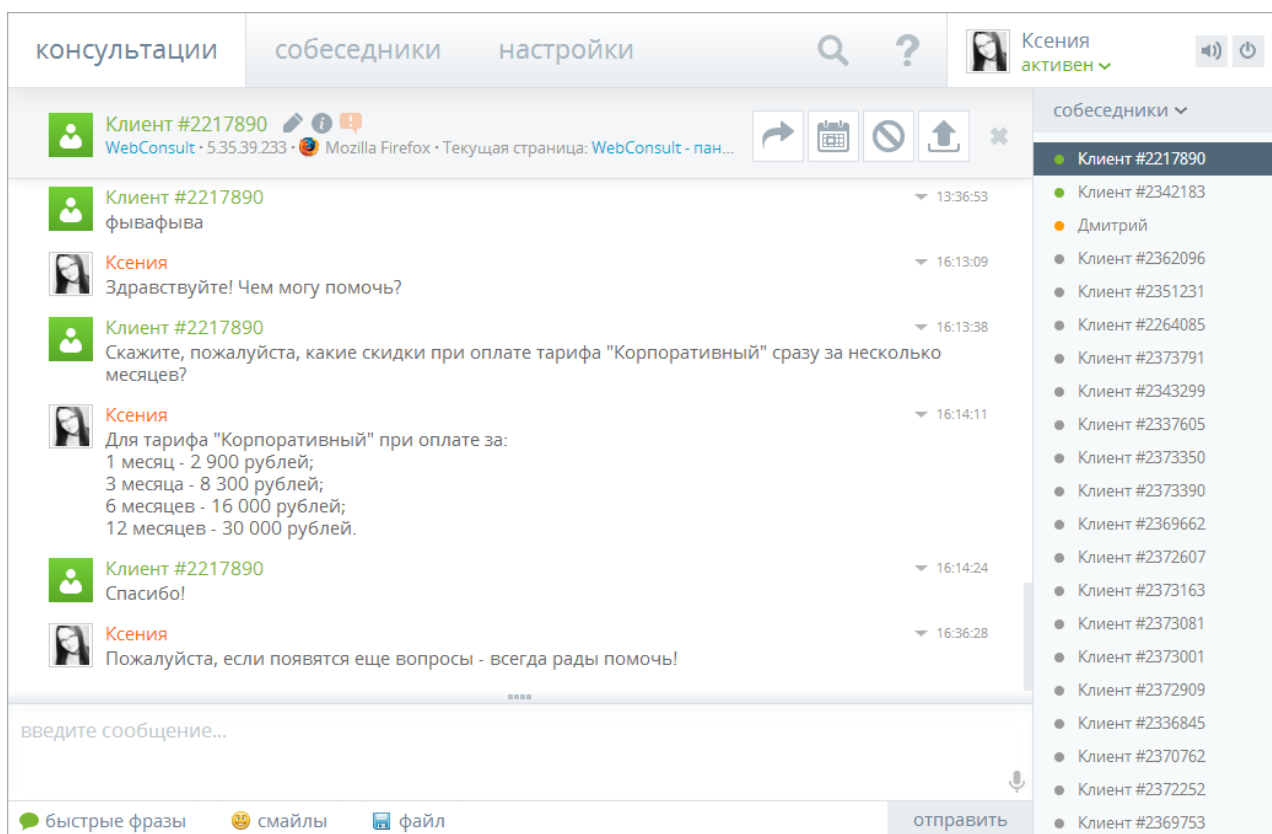 консультации
собеседники
настройки
?
Ксения
активен
Клиент #2217890
WebConsult · 5.35.39.233 · Mozilla Firefox · Текущая страница: WebConsult - пан...
Клиент #2217890
13:36:53
фывафыва
Ксения
16:13:09
Здравствуйте! Чем могу помочь?
Клиент #2217890
16:13:38
Скажите, пожалуйста, какие скидки при оплате тарифа "Корпоративный" сразу за несколько
месяцев?
Ксения
16:14:11
Для тарифа "Корпоративный" при оплате за:
1 месяц - 2 900 рублей;
3 месяца - 8 300 рублей;
6 месяцев - 16 000 рублей;
12 месяцев - 30 000 рублей.
Клиент #2217890
16:14:24
Спасибо!
Ксения
16:36:28
Пожалуйста, если появятся еще вопросы - всегда рады помочь!
введите сообщение...
быстрые фразы
смайлы
файл
отправить
собеседники
Клиент #2217890
Клиент #2342183
Дмитрий
Клиент #2362096
Клиент #2351231
Клиент #2264085
Клиент #2373791
Клиент #2343299
Клиент #2337605
Клиент #2373350
Клиент #2373390
Клиент #2369662
Клиент #2372607
Клиент #2373163
Клиент #2373081
Клиент #2373001
Клиент #2372909
Клиент #2336845
Клиент #2370762
Клиент #2372252
Клиент #2369753